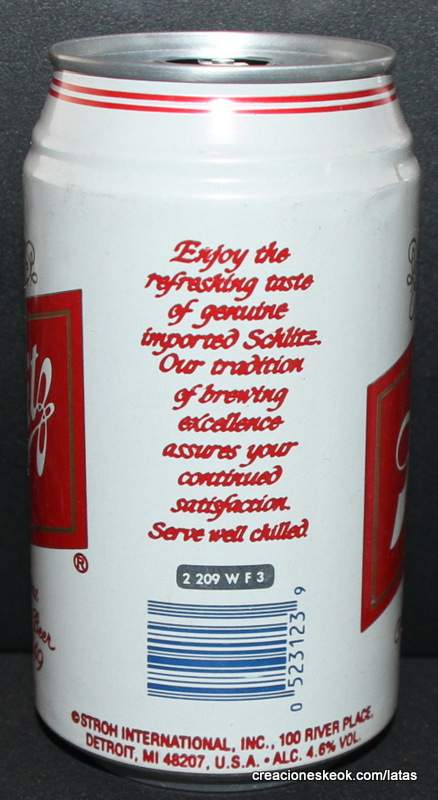 Enjoy the
refreshing taste
of genuine
imported Schlitz.
Our tradition
of brewing
excellence
assures your
continued
satisfaction.
Serve well chilled.
tz
®
Beer
2 209 W F 3
0 523123 9
©STROH INTERNATIONAL, INC., 100 RIVER PLACE,
DETROIT, MI 48207, U.S.A. • ALC. 4.6% VOL.
creacioneskeok.com/latas